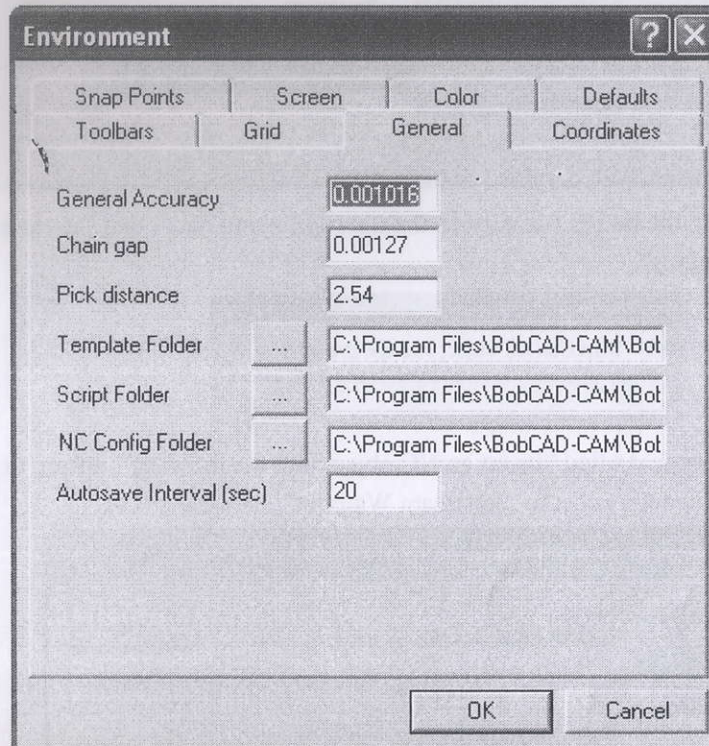 Environment
Snap Points Screen Color Defaults
Toolbars Grid General Coordinates
General Accuracy 0.001016
Chain gap 0.00127
Pick distance 2.54
Template Folder ... C:\Program Files\BobCAD-CAM\Bot
Script Folder ... C:\Program Files\BobCAD-CAM\Bot
NC Config Folder ... C:\Program Files\BobCAD-CAM\Bot
Autosave Interval (sec) 20
OK Cancel